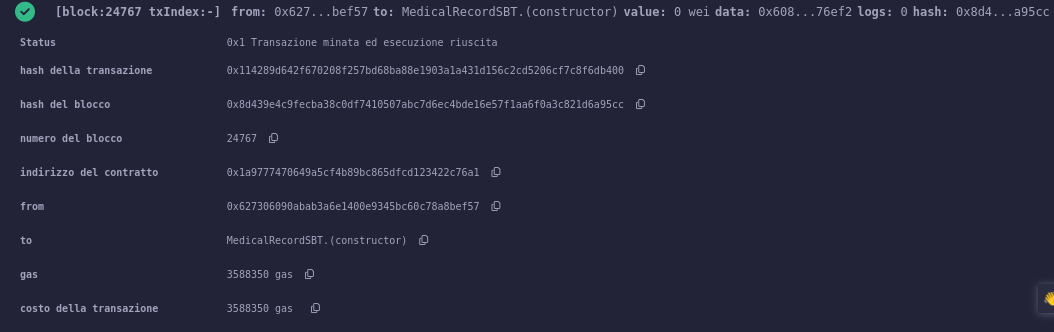 [block:24767 txIndex:-] from: 0x627...bef57 to: MedicalRecordSBT.(constructor) value: 0 wei data: 0x608...76ef2 logs: 0 hash: 0x8d4...a95cc
Status 0x1 Transazione minata ed esecuzione riuscita
hash della transazione 0x114289d642f670208f257bd68ba88e1903a1a431d156c2cd5206cf7c8f6db400
hash del blocco 0x8d439e4c9fecba38c0df7410507abc7d6ec4bde16e57f1aa6f0a3c821d6a95cc
numero del blocco 24767
indirizzo del contratto 0x1a9777470649a5cf4b89bc865dfcd123422c76a1
from 0x627306090abab3a6e1400e9345bc60c78a8bef57
to MedicalRecordSBT.(constructor)
gas 3588350 gas
costo della transazione 3588350 gas